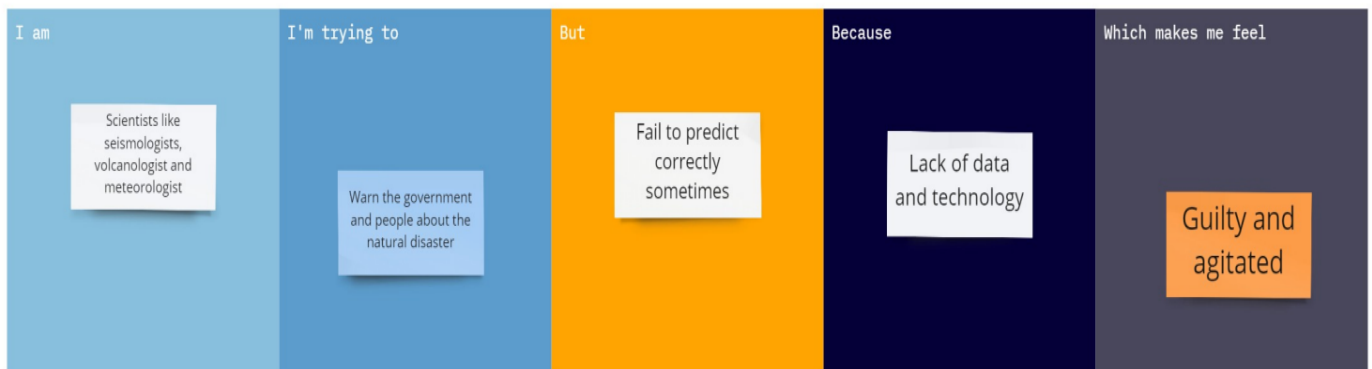 I am
Scientists like
seismologists,
volcanologist and
meteorologist
I'm trying to
Warn the government
and people about the
natural disaster
But
Fail to predict
correctly
sometimes
Because
Lack of data
and technology
Which makes me feel
Guilty and
agitated